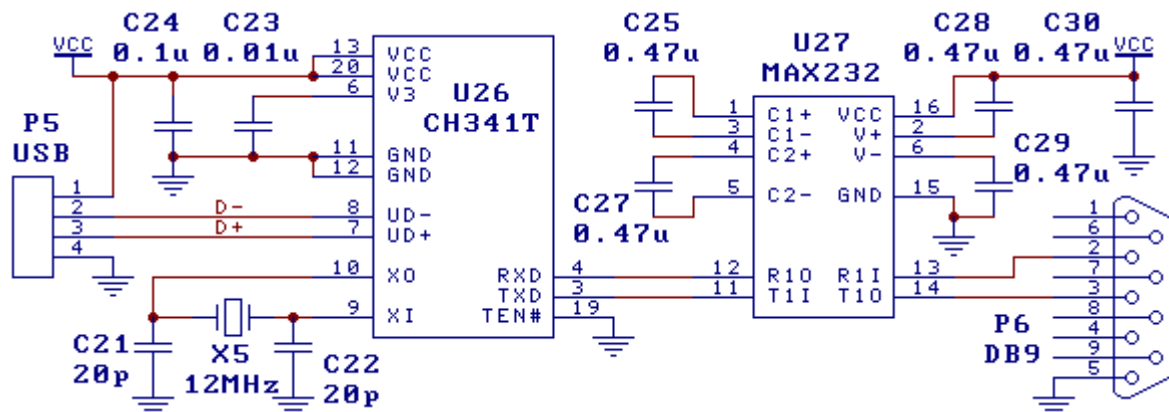 C24 C23
0.1u 0.01u
VCC
13 VCC
20 VCC
6 V3
U26
CH341T
11 GND
12 GND
P5
USB
1
2 D- 8 UD-
3 D+ 7 UD+
4
10 XO
9 XI
RXD 4
TXD 3
TEN# 19
C21
20p
X5
12MHz
C22
20p
C25
0.47u
U27
MAX232
C28 C30
0.47u 0.47u
VCC
1 C1+ VCC 16
3 C1- V+ 2
4 C2+ V- 6
5 C2- GND 15
C27
0.47u
C29
0.47u
12 R1O R1I 13
11 T1I T1O 14
1
6
2
7
3
8
4
9
5
P6
DB9